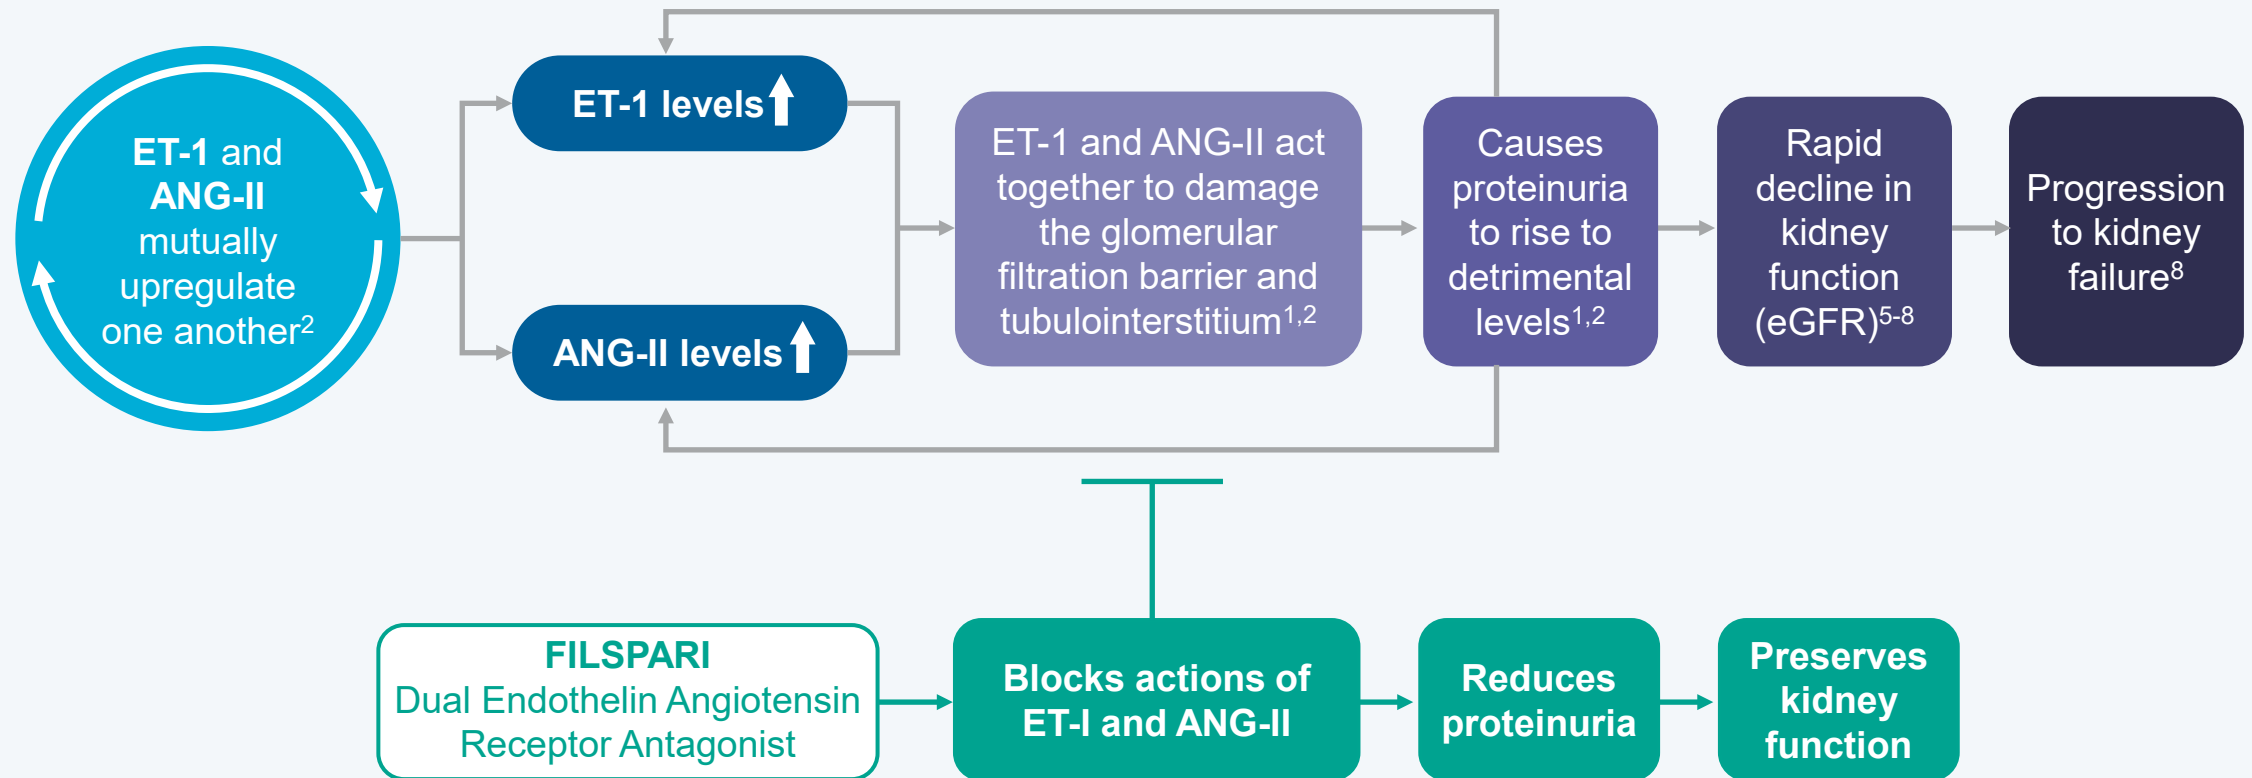 ET-1 and
ANG-II
mutually
upregulate
one another2
ET-1 levels
ANG-II levels
ET-1 and ANG-II act
together to damage
the glomerular
filtration barrier and
tubulointerstitium1,2
Causes
proteinuria
to rise to
detrimental
levels1,2
Rapid
decline in
kidney
function
(eGFR)5-8
Progression
to kidney
failure8
FILSPARI
Dual Endothelin Angiotensin
Receptor Antagonist
Blocks actions of
ET-I and ANG-II
Reduces
proteinuria
Preserves
kidney
function